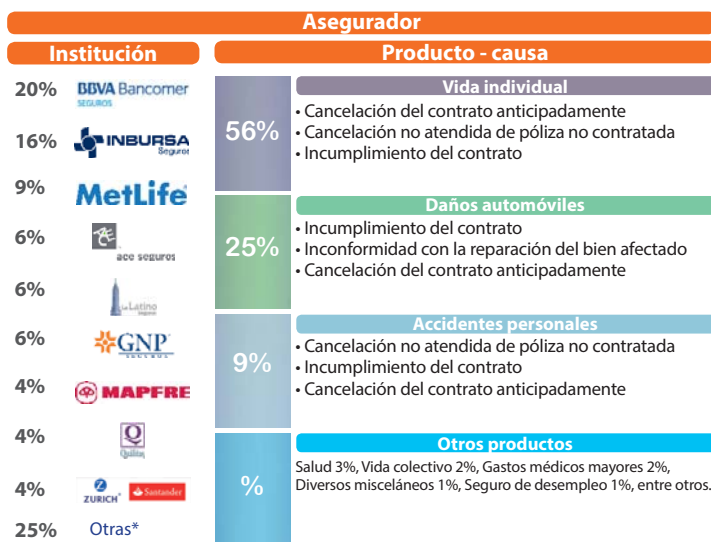 Asegurador
Institución
20% BBVA Bancomer
SEGUROS
16% INBURSA
Seguros
9% MetLife
6% ace seguros
6% La Latino
6% GNP
SEGUROS
4% MAPFRE
4% Q
Quálitas
4% ZURICH Santander
25% Otras*
Producto - causa
56%
Vida individual
• Cancelación del contrato anticipadamente
• Cancelación no atendida de póliza no contratada
• Incumplimiento del contrato
25%
Daños automóviles
• Incumplimiento del contrato
• Inconformidad con la reparación del bien afectado
• Cancelación del contrato anticipadamente
9%
Accidentes personales
• Cancelación no atendida de póliza no contratada
• Incumplimiento del contrato
• Cancelación del contrato anticipadamente
%
Otros productos
Salud 3%, Vida colectivo 2%, Gastos médicos mayores 2%,
Diversos misceláneos 1%, Seguro de desempleo 1%, entre otros.